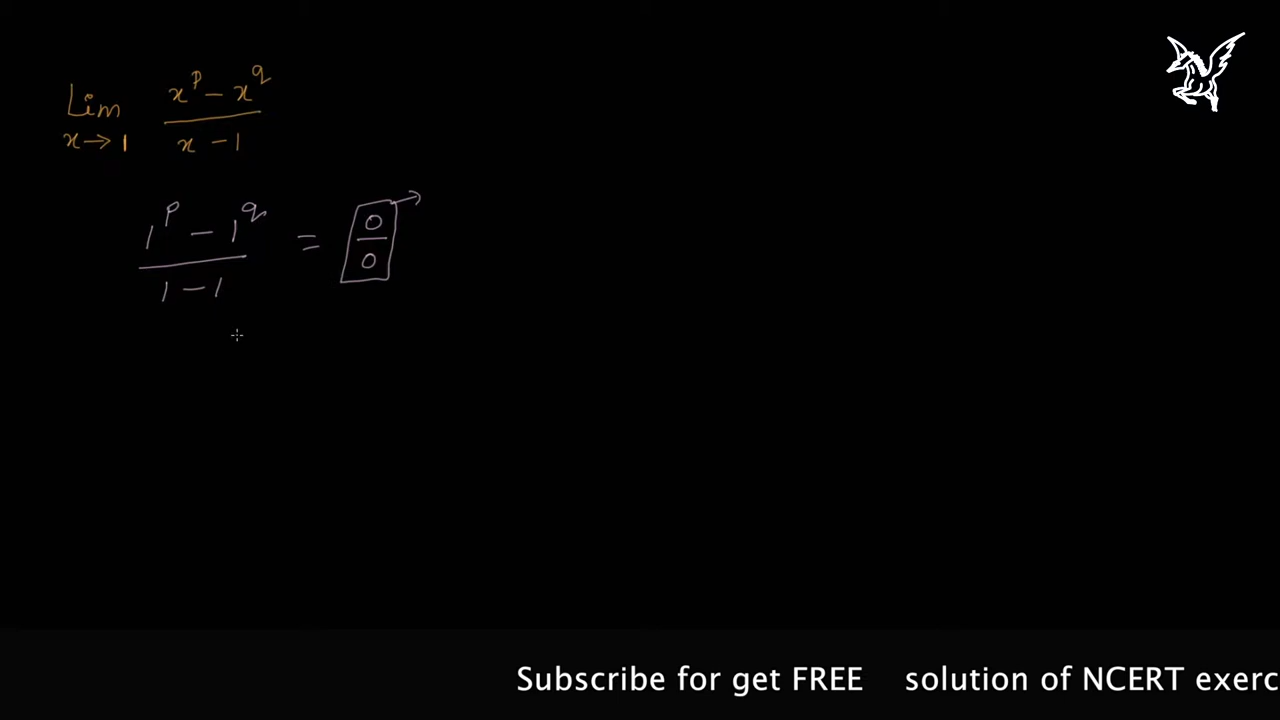 Lim x→1 (x^p − x^q)/(x − 1)
(1^p − 1^q)/(1 − 1) = 0/0 →
Subscribe for get FREE solution of NCERT exerc